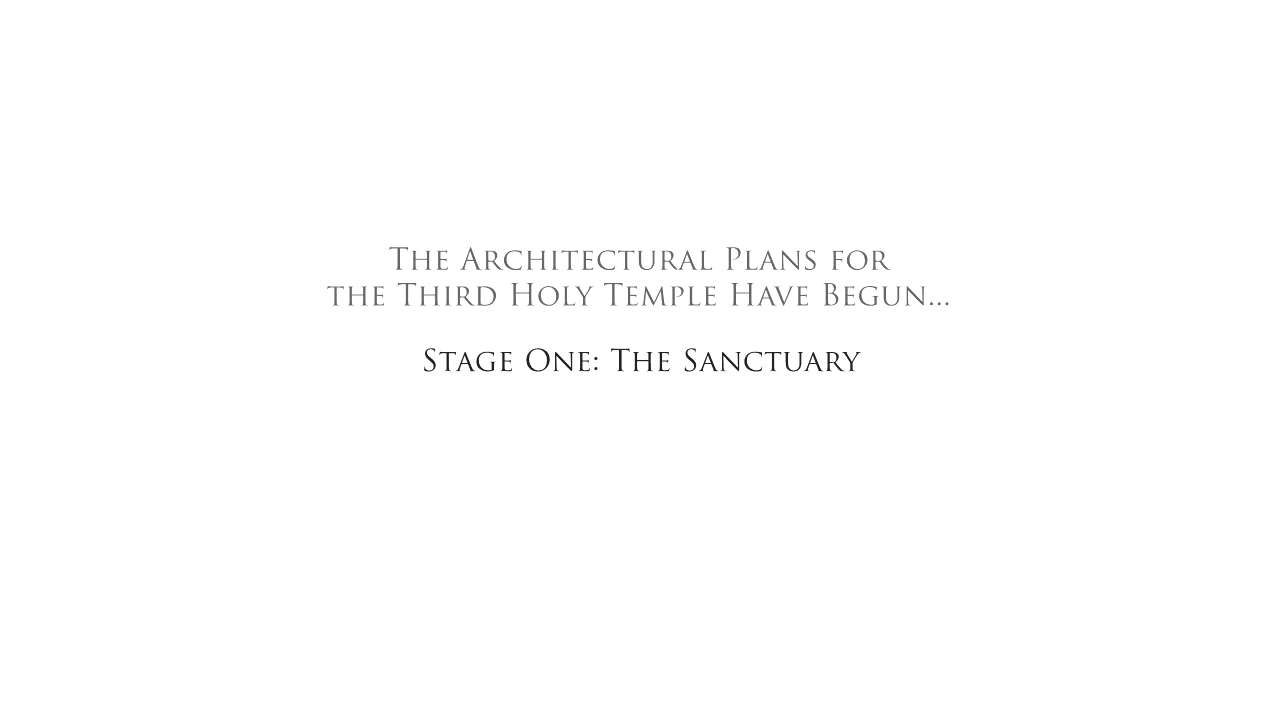 The Architectural Plans for
the Third Holy Temple Have Begun...
Stage One: The Sanctuary